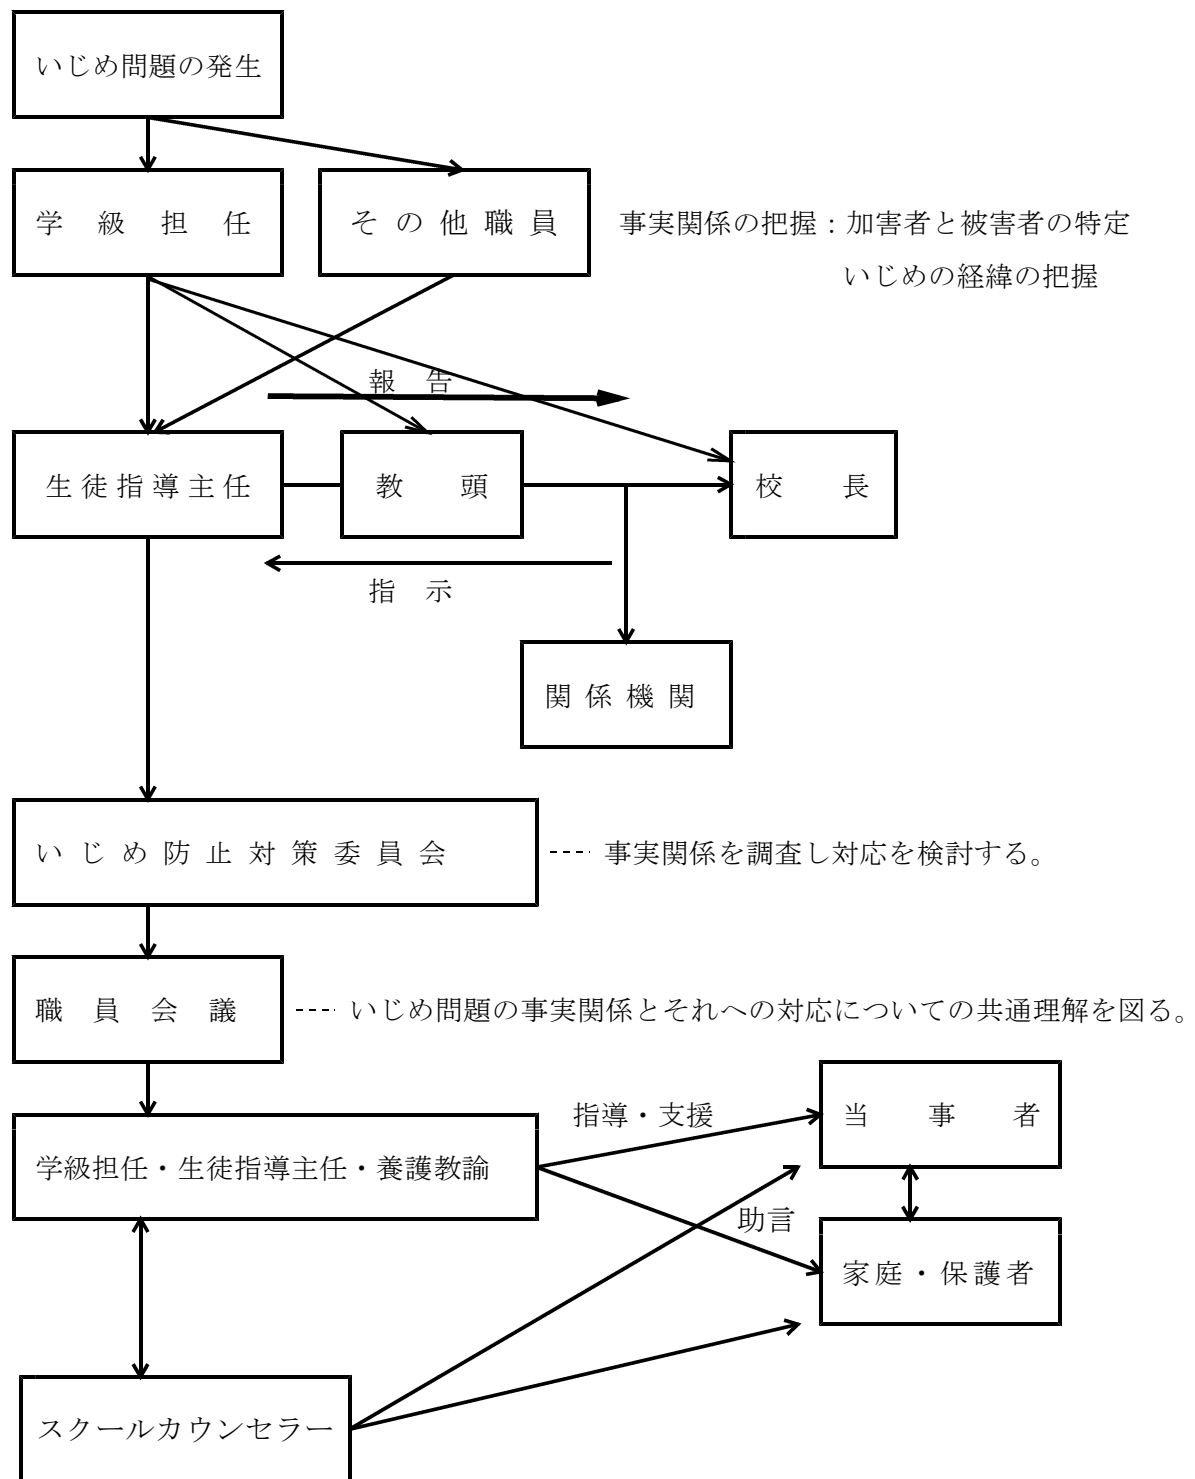 いじめ問題の発生
学級担任
その他職員
事実関係の把握：加害者と被害者の特定
いじめの経緯の把握
報告
生徒指導主任
教頭
校長
指示
関係機関
いじめ防止対策委員会
事実関係を調査し対応を検討する。
職員会議
いじめ問題の事実関係とそれへの対応についての共通理解を図る。
指導・支援
当事者
学級担任・生徒指導主任・養護教諭
助言
家庭・保護者
スクールカウンセラー